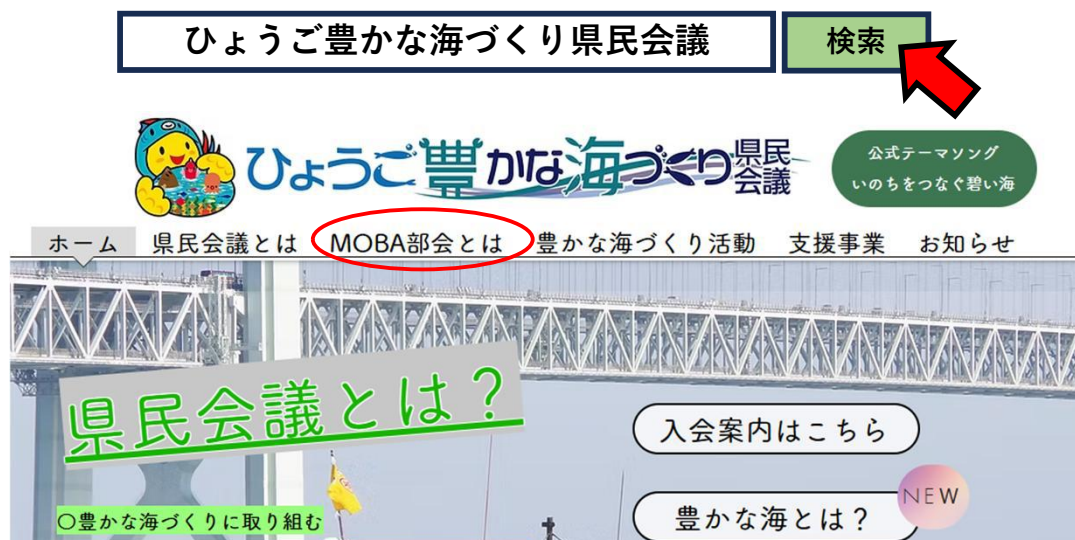 ひょうご豊かな海づくり県民会議 検索
ひょうご豊かな海づくり県民会議
公式テーマソング
いのちをつなぐ碧い海
ホーム 県民会議とは MOBA部会とは 豊かな海づくり活動 支援事業 お知らせ
県民会議とは？
入会案内はこちら
NEW
豊かな海とは？
〇豊かな海づくりに取り組む